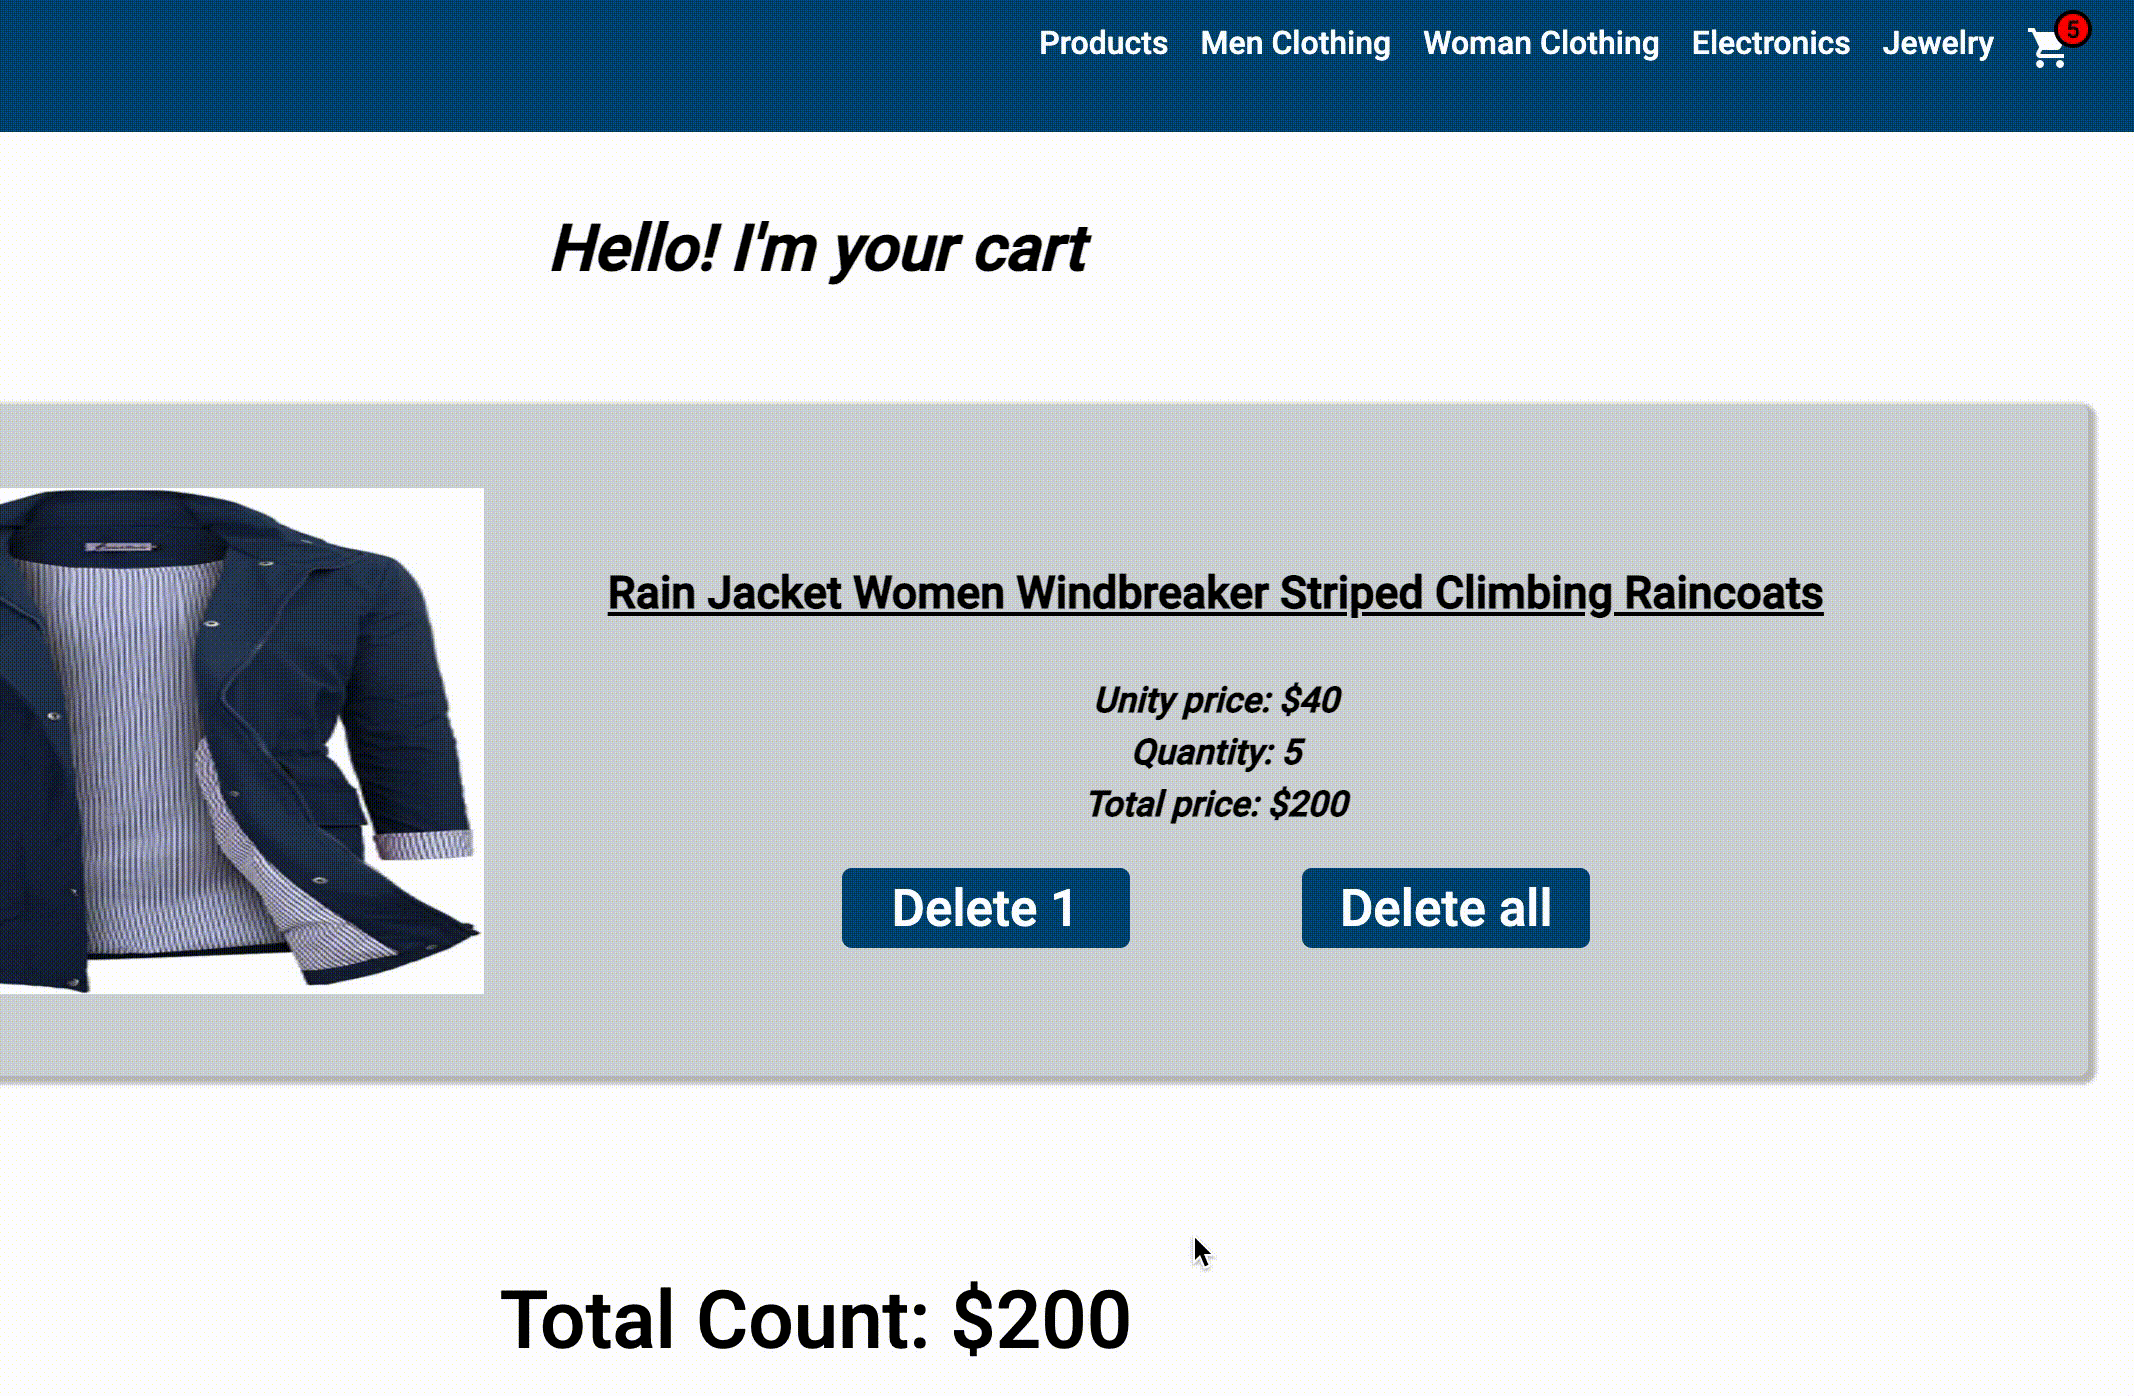 Products Men Clothing Woman Clothing Electronics Jewelry 5
Hello! I'm your cart
Rain Jacket Women Windbreaker Striped Climbing Raincoats
Unity price: $40
Quantity: 5
Total price: $200
Delete 1 Delete all
Total Count: $200